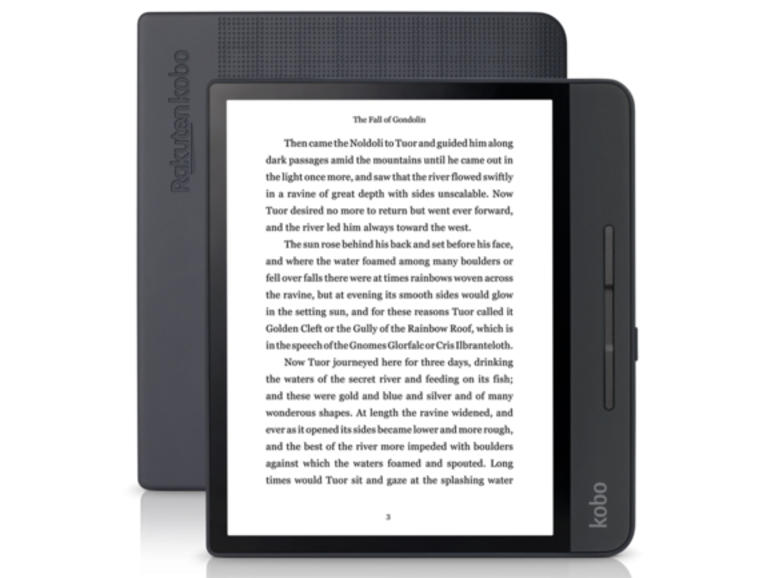 Rakuten kobo
The Fall of Gondolin
Then came the Noldoli to Tuor and guided him along
dark passages amid the mountains until he came out in
the light once more, and saw that the river flowed swiftly
in a ravine of great depth with sides unscalable. Now
Tuor desired no more to return but went ever forward,
and the river led him always toward the west.
The sun rose behind his back and set before his face,
and where the water foamed among many boulders or
fell over falls there were at times rainbows woven across
the ravine, but at evening its smooth sides would glow
in the setting sun, and for these reasons Tuor called it
Golden Cleft or the Gully of the Rainbow Roof, which is
in the speech of the Gnomes Glorfalc or Cris Ilbranteloth.
Now Tuor journeyed here for three days, drinking
the waters of the secret river and feeding on its fish;
and these were gold and blue and silver and of many
wondrous shapes. At length the ravine widened, and
ever as it opened its sides became lower and more rough,
and the best of the river more impeded with boulders
against which the waters foamed and spouted. Long
times would Tuor sit and gaze at the splashing water
3
kobo